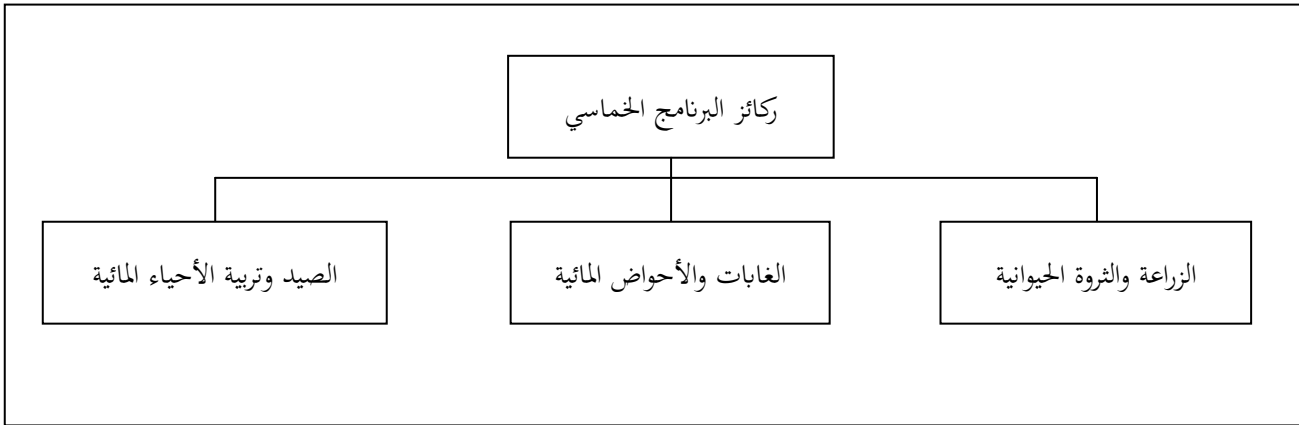 ركائز البرنامج الخماسي
الزراعة والثروة الحيوانية
الغابات والأحواض المائية
الصيد وتربية الأحياء المائية